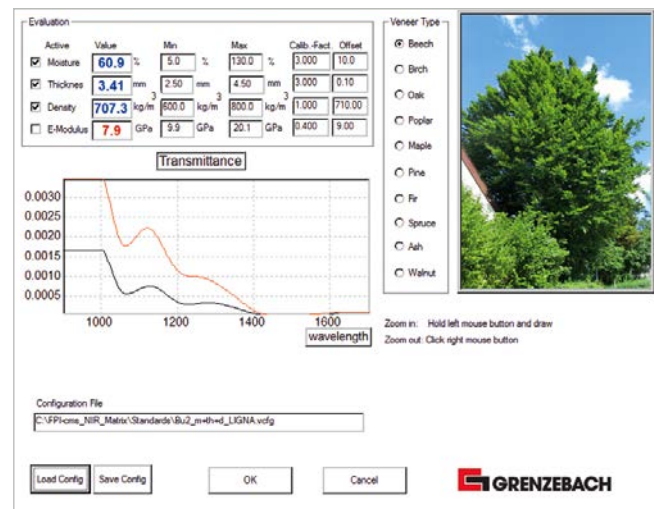 Evaluation
Active Value Min Max Calib.-Fact. Offset
Moisture 60.9 % 5.0 % 130.0 % 3.000 10.0
Thicknes 3.41 mm 2.50 mm 4.50 mm 3.000 0.10
Density 707.3 kg/m 3 600.0 kg/m 3 800.0 kg/m 3 1.000 710.00
E-Modulus 7.9 GPa 9.9 GPa 20.1 GPa 0.400 9.00
Transmittance
0.0030
0.0025
0.0020
0.0015
0.0010
0.0005
1000 1200 1400 1600
wavelength
Veneer Type
Beech
Birch
Oak
Poplar
Maple
Pine
Fir
Spruce
Ash
Walnut
Zoom in: Hold left mouse button and draw
Zoom out: Click right mouse button
Configuration File
C:\FPI-cms_NIR_Matrix\Standards\Bu2_m+th+d_LIGNA.vcfg
Load Config Save Config OK Cancel
GRENZEBACH